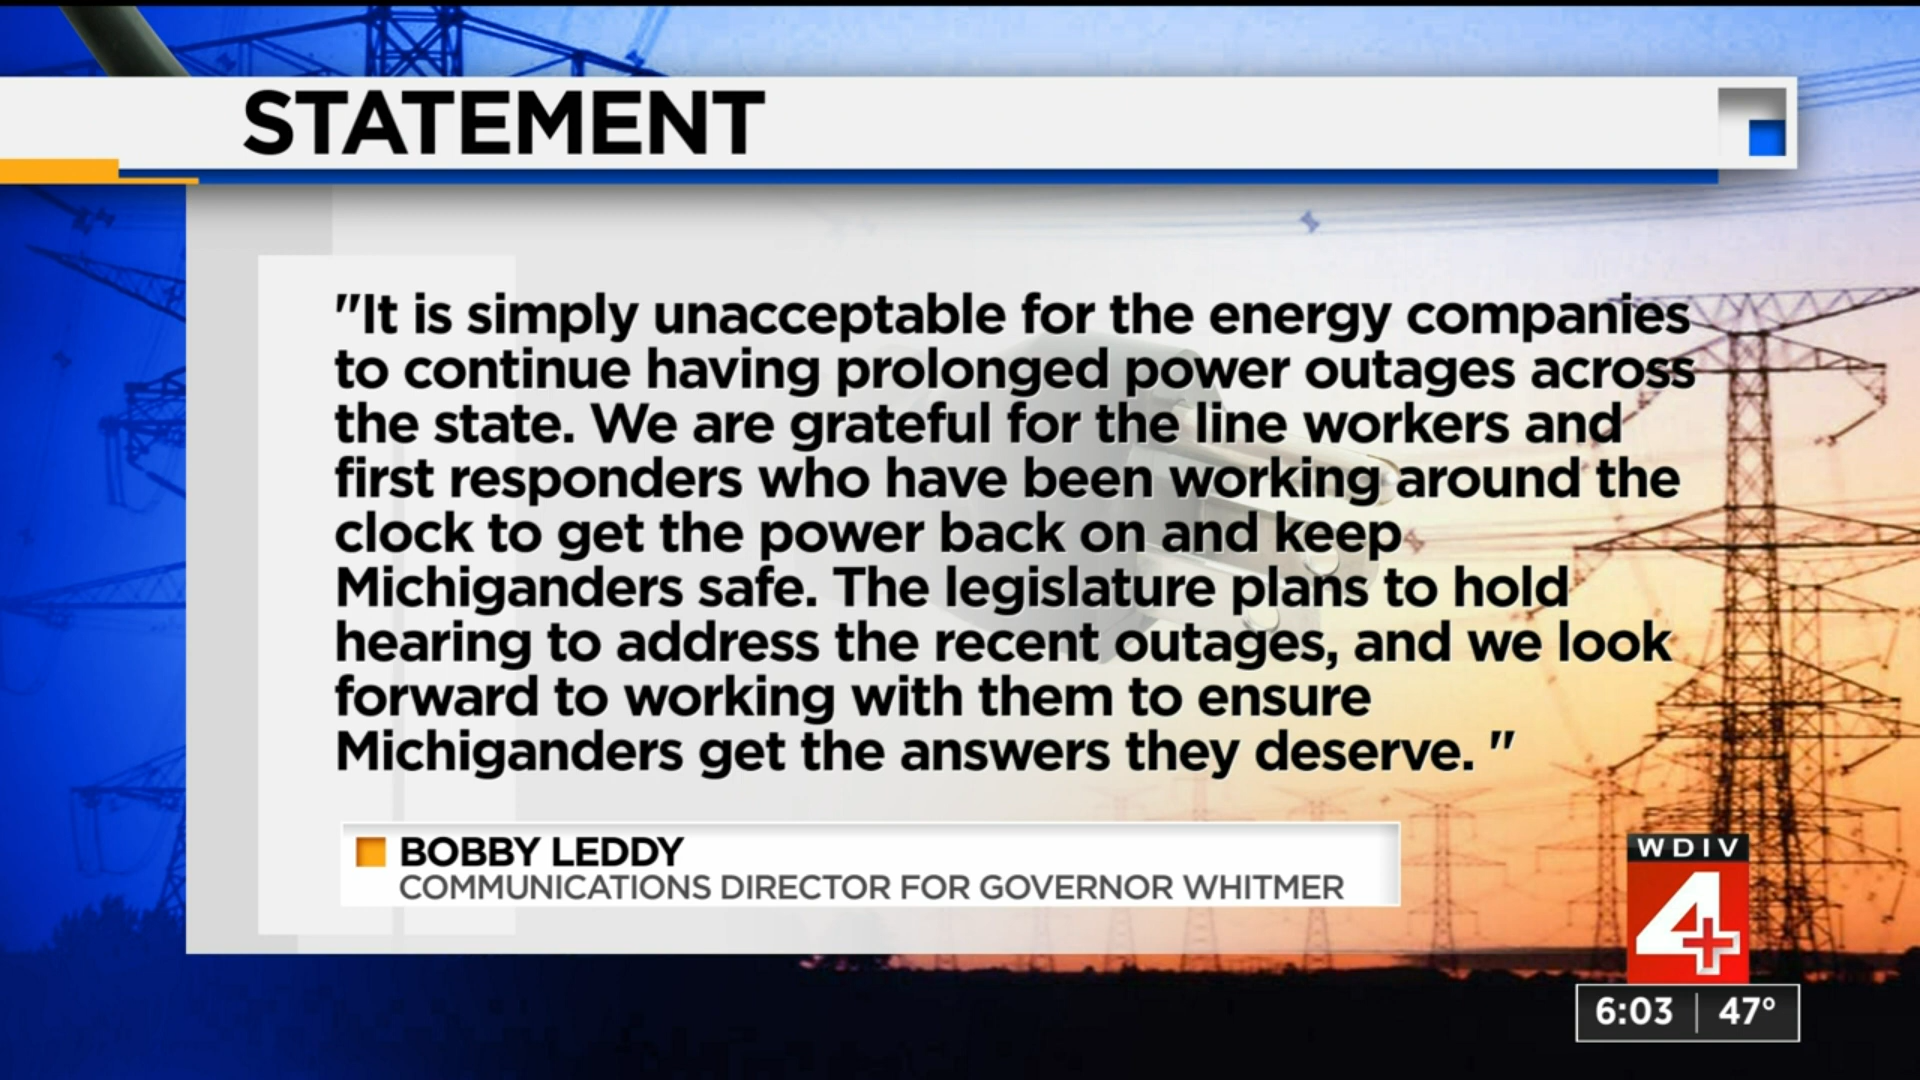 STATEMENT
"It is simply unacceptable for the energy companies
to continue having prolonged power outages across
the state. We are grateful for the line workers and
first responders who have been working around the
clock to get the power back on and keep
Michiganders safe. The legislature plans to hold
hearing to address the recent outages, and we look
forward to working with them to ensure
Michiganders get the answers they deserve. "
BOBBY LEDDY
COMMUNICATIONS DIRECTOR FOR GOVERNOR WHITMER
WDIV
4+
6:03 | 47°